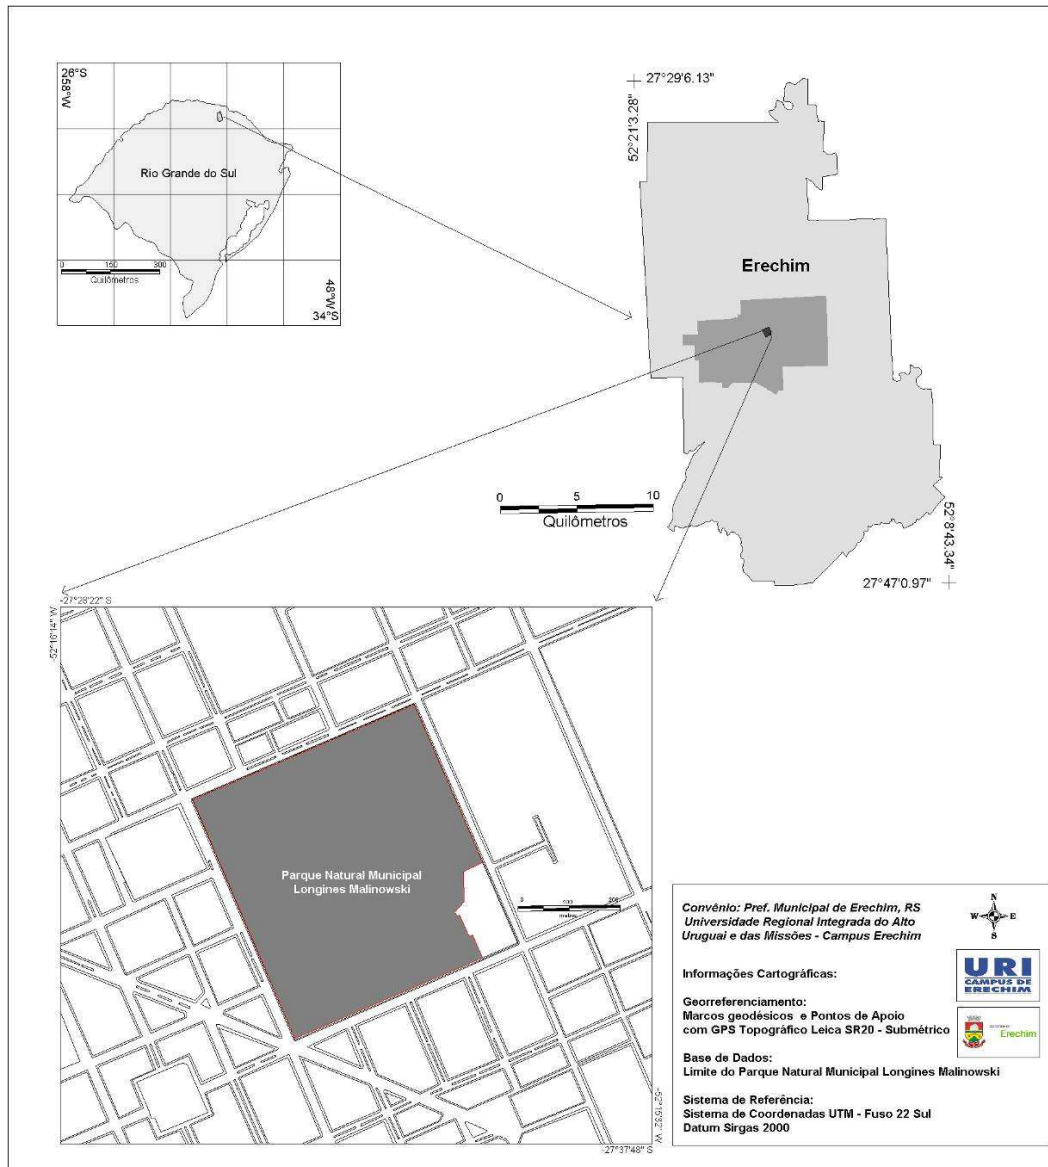 26°S
58°W
Rio Grande do Sul
0 150 300
Quilômetros
48°W
34°S
27°29'6.13"
52°21'3.28"
Erechim
0 5 10
Quilômetros
52°8'43.34"
27°47'0.97"
-27°28'22" S
-52°16'14" W
Parque Natural Municipal
Longines Malinowski
200
metros
-52°15'52" W
-27°37'48" S
Convênio: Pref. Municipal de Erechim, RS
Universidade Regional Integrada do Alto
Uruguai e das Missões - Campus Erechim
N
W E
S
Informações Cartográficas:
URI
CAMPUS DE
ERECHIM
Georreferenciamento:
Marcos geodésicos e Pontos de Apoio
com GPS Topográfico Leica SR20 - Submétrico
Erechim
Base de Dados:
Limite do Parque Natural Municipal Longines Malinowski
Sistema de Referência:
Sistema de Coordenadas UTM - Fuso 22 Sul
Datum Sirgas 2000